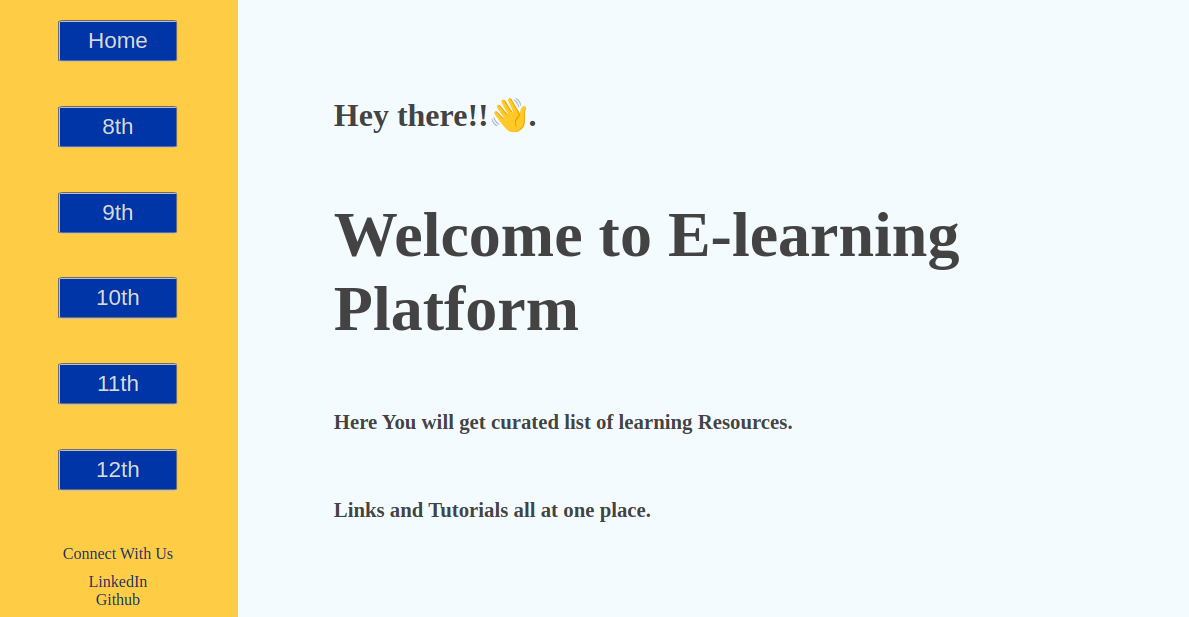 Home
8th
9th
10th
11th
12th
Connect With Us
LinkedIn
Github
Hey there!!👋.
Welcome to E-learning
Platform
Here You will get curated list of learning Resources.
Links and Tutorials all at one place.